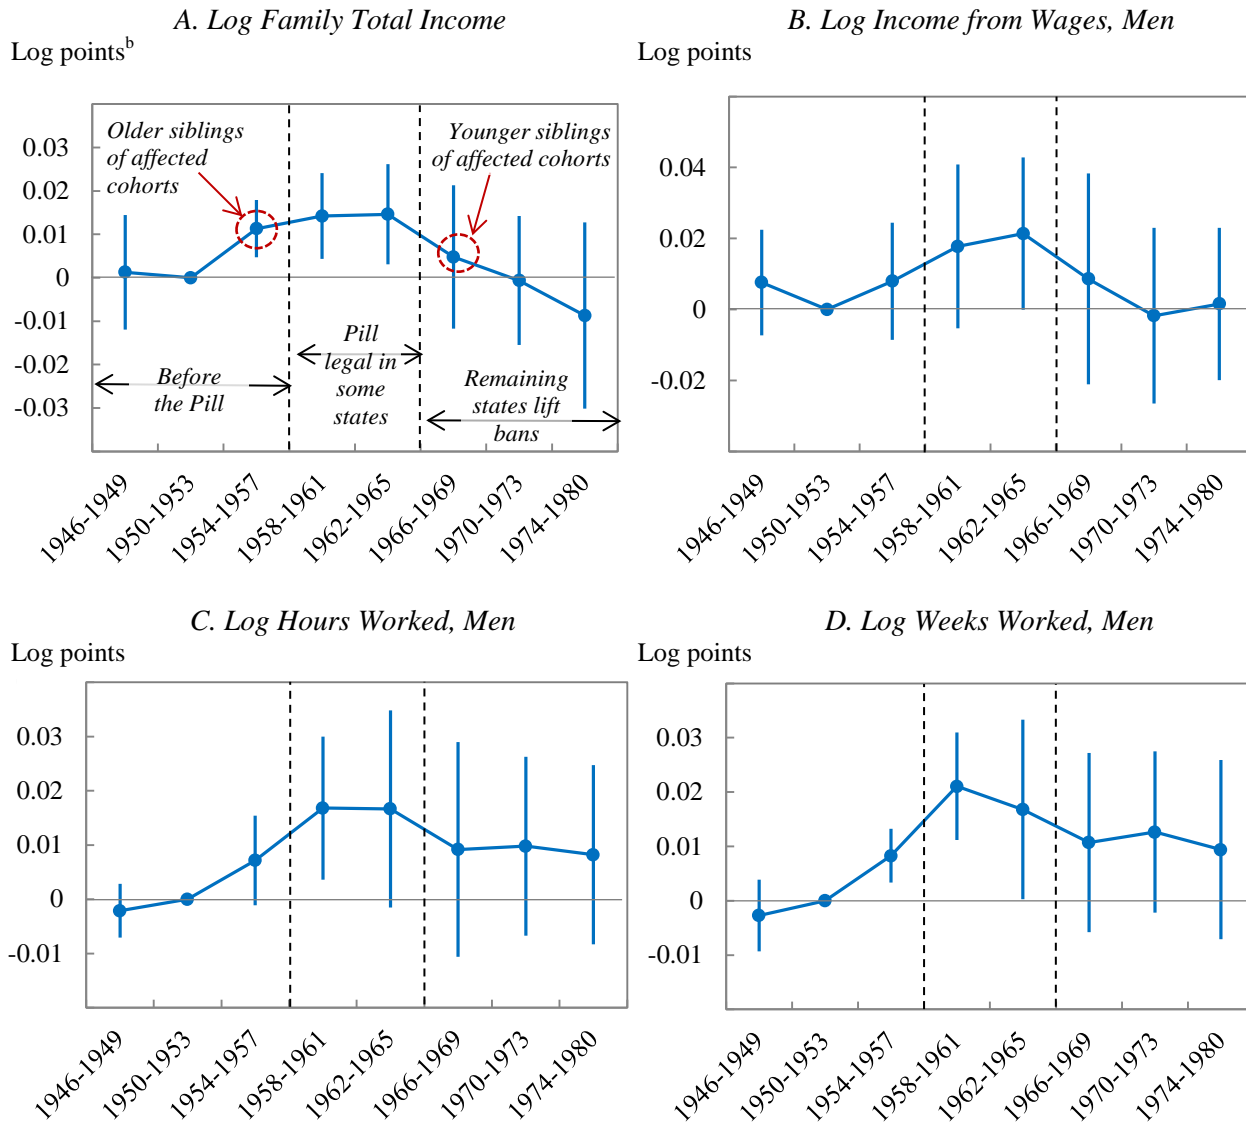 A. Log Family Total Income
Log pointsᵇ
0.03
0.02
0.01
0
-0.01
-0.02
-0.03
Older siblings
of affected
cohorts
Younger siblings
of affected cohorts
Before
the Pill
Pill
legal in
some
states
Remaining
states lift
bans
1946-1949
1950-1953
1954-1957
1958-1961
1962-1965
1966-1969
1970-1973
1974-1980
B. Log Income from Wages, Men
Log points
0.04
0.02
0
-0.02
1946-1949
1950-1953
1954-1957
1958-1961
1962-1965
1966-1969
1970-1973
1974-1980
C. Log Hours Worked, Men
Log points
0.03
0.02
0.01
0
-0.01
1946-1949
1950-1953
1954-1957
1958-1961
1962-1965
1966-1969
1970-1973
1974-1980
D. Log Weeks Worked, Men
Log points
0.03
0.02
0.01
0
-0.01
1946-1949
1950-1953
1954-1957
1958-1961
1962-1965
1966-1969
1970-1973
1974-1980